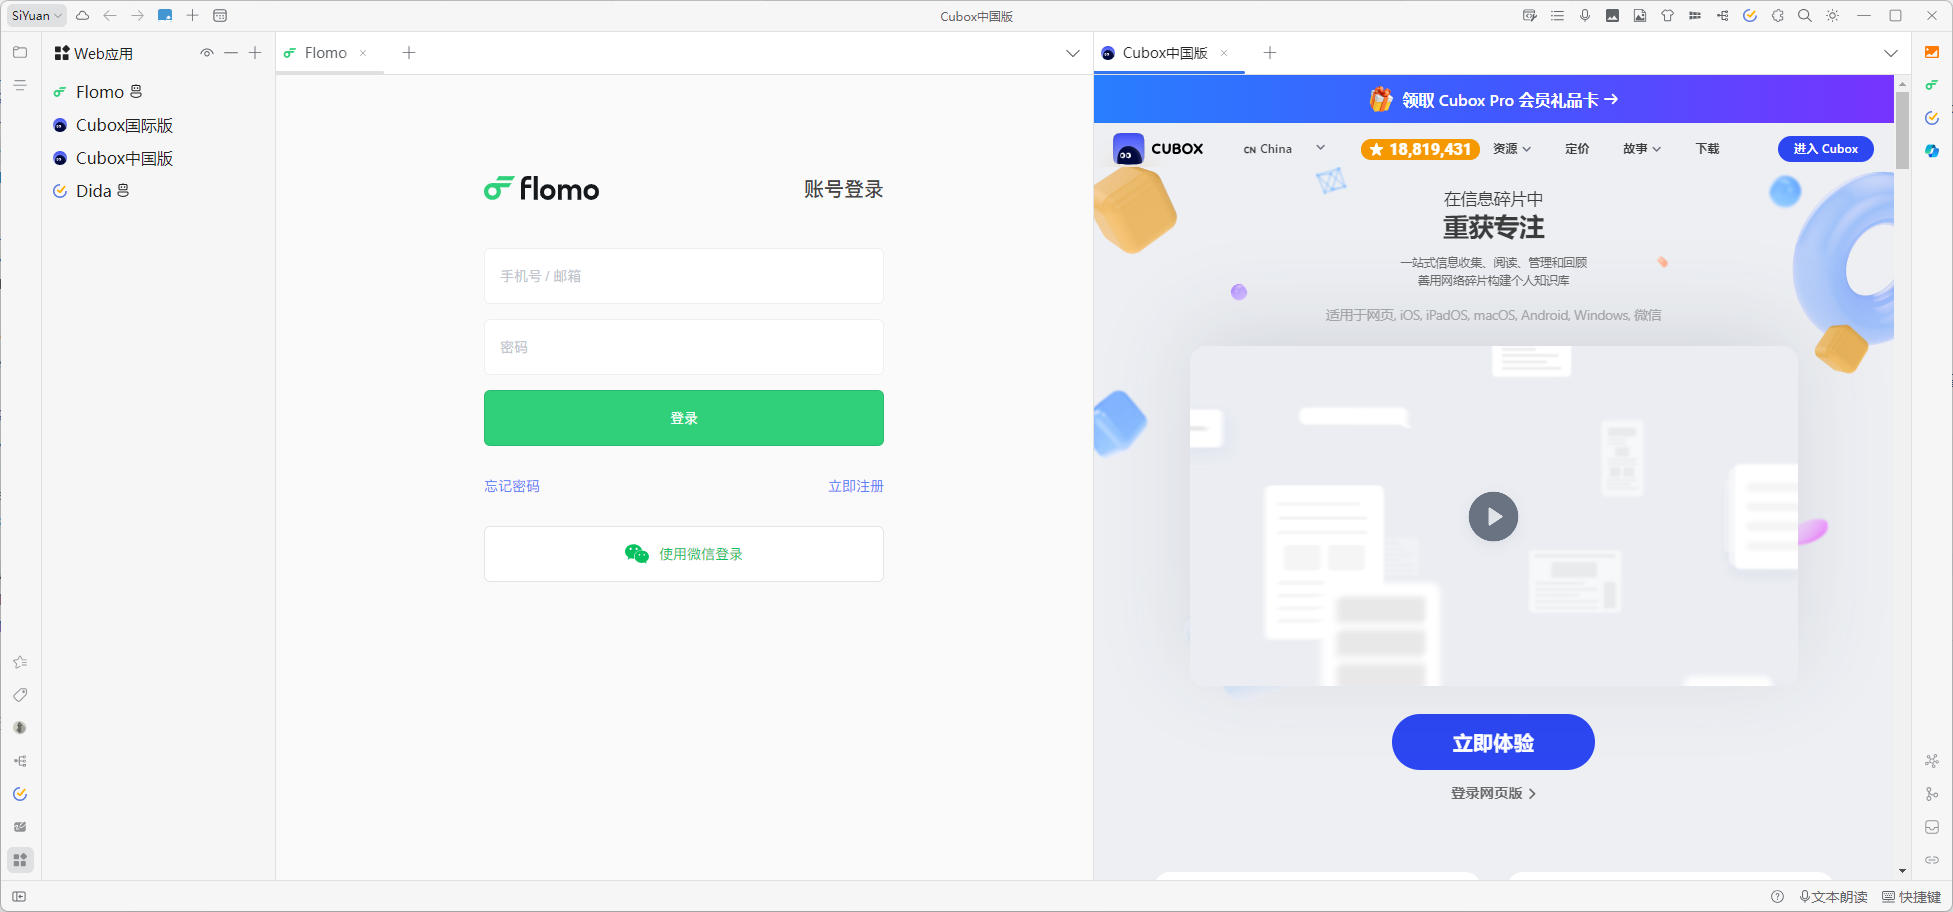 SiYuan
Cubox中国版
Web应用
Flomo
Cubox国际版
Cubox中国版
Dida
Flomo
flomo
账号登录
手机号 / 邮箱
密码
登录
忘记密码
立即注册
使用微信登录
Cubox中国版
领取 Cubox Pro 会员礼品卡
CUBOX
CN China
18,819,431
资源
定价
故事
下载
进入 Cubox
在信息碎片中
重获专注
一站式信息收集、阅读、管理和回顾
善用网络碎片构建个人知识库
适用于网页, iOS, iPadOS, macOS, Android, Windows, 微信
立即体验
登录网页版
文本朗读
快捷键